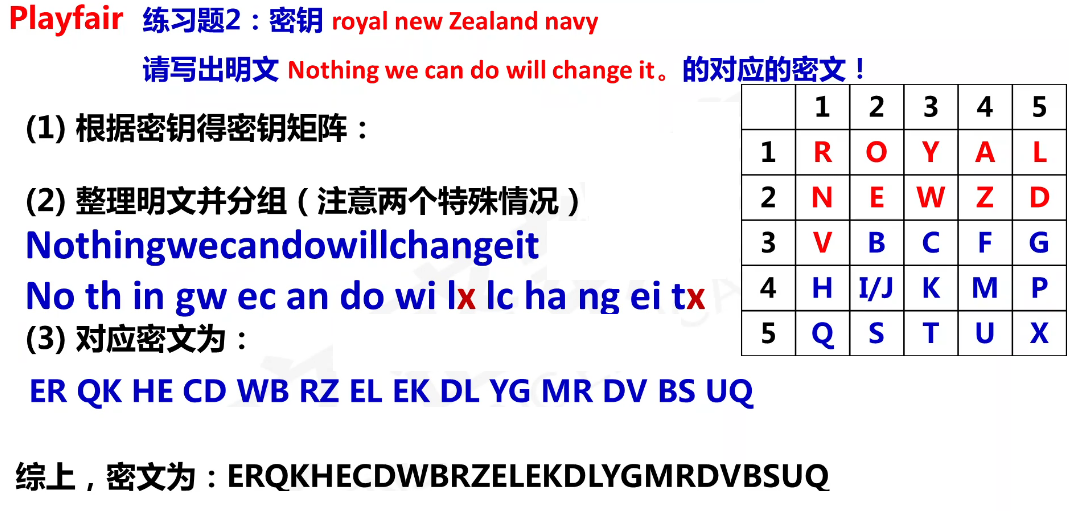 Playfair 练习题2：密钥 royal new Zealand navy
请写出明文 Nothing we can do will change it。的对应的密文！
(1) 根据密钥得密钥矩阵：
1 2 3 4 5
1 R O Y A L
2 N E W Z D
3 V B C F G
4 H I/J K M P
5 Q S T U X
(2) 整理明文并分组（注意两个特殊情况）
Nothingwecandowillchangeit
No th in gw ec an do wi lx lc ha ng ei tx
(3) 对应密文为：
ER QK HE CD WB RZ EL EK DL YG MR DV BS UQ
综上，密文为：ERQKHECDWBRZELEKDLYGMRDVBSUQ